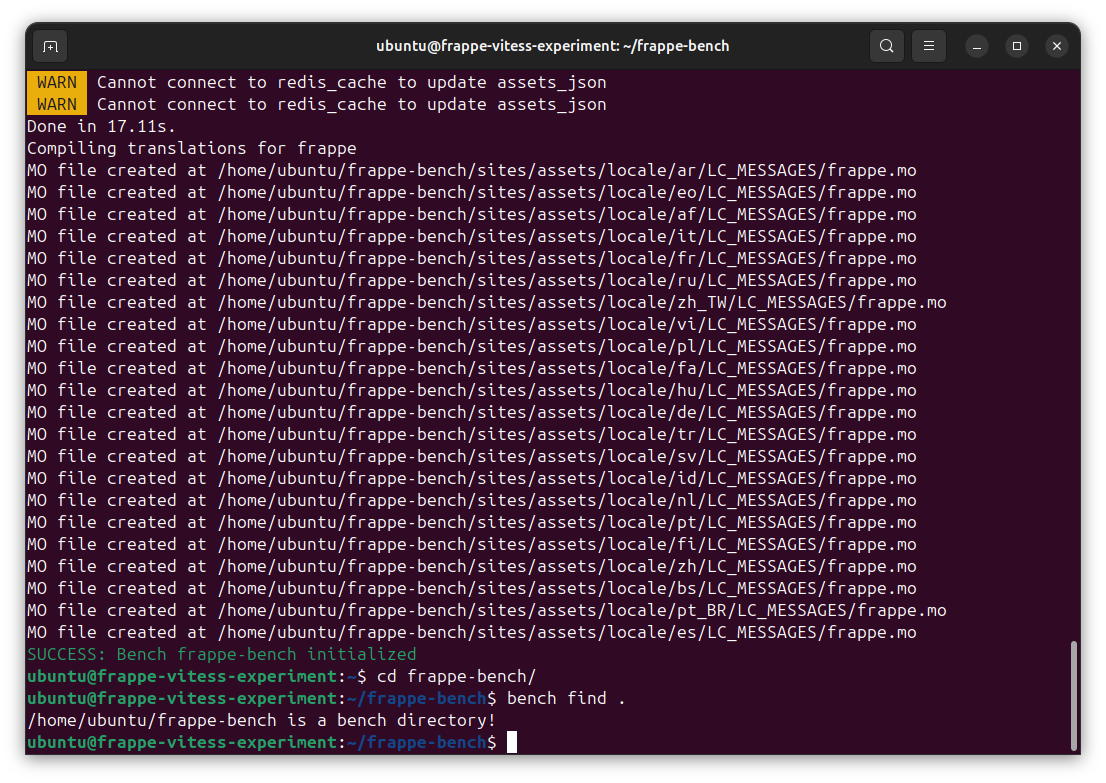 ubuntu@frappe-vitess-experiment: ~/frappe-bench
WARN Cannot connect to redis_cache to update assets_json
WARN Cannot connect to redis_cache to update assets_json
Done in 17.11s.
Compiling translations for frappe
MO file created at /home/ubuntu/frappe-bench/sites/assets/locale/ar/LC_MESSAGES/frappe.mo
MO file created at /home/ubuntu/frappe-bench/sites/assets/locale/eo/LC_MESSAGES/frappe.mo
MO file created at /home/ubuntu/frappe-bench/sites/assets/locale/af/LC_MESSAGES/frappe.mo
MO file created at /home/ubuntu/frappe-bench/sites/assets/locale/it/LC_MESSAGES/frappe.mo
MO file created at /home/ubuntu/frappe-bench/sites/assets/locale/fr/LC_MESSAGES/frappe.mo
MO file created at /home/ubuntu/frappe-bench/sites/assets/locale/ru/LC_MESSAGES/frappe.mo
MO file created at /home/ubuntu/frappe-bench/sites/assets/locale/zh_TW/LC_MESSAGES/frappe.mo
MO file created at /home/ubuntu/frappe-bench/sites/assets/locale/vi/LC_MESSAGES/frappe.mo
MO file created at /home/ubuntu/frappe-bench/sites/assets/locale/pl/LC_MESSAGES/frappe.mo
MO file created at /home/ubuntu/frappe-bench/sites/assets/locale/fa/LC_MESSAGES/frappe.mo
MO file created at /home/ubuntu/frappe-bench/sites/assets/locale/hu/LC_MESSAGES/frappe.mo
MO file created at /home/ubuntu/frappe-bench/sites/assets/locale/de/LC_MESSAGES/frappe.mo
MO file created at /home/ubuntu/frappe-bench/sites/assets/locale/tr/LC_MESSAGES/frappe.mo
MO file created at /home/ubuntu/frappe-bench/sites/assets/locale/sv/LC_MESSAGES/frappe.mo
MO file created at /home/ubuntu/frappe-bench/sites/assets/locale/id/LC_MESSAGES/frappe.mo
MO file created at /home/ubuntu/frappe-bench/sites/assets/locale/nl/LC_MESSAGES/frappe.mo
MO file created at /home/ubuntu/frappe-bench/sites/assets/locale/pt/LC_MESSAGES/frappe.mo
MO file created at /home/ubuntu/frappe-bench/sites/assets/locale/fi/LC_MESSAGES/frappe.mo
MO file created at /home/ubuntu/frappe-bench/sites/assets/locale/zh/LC_MESSAGES/frappe.mo
MO file created at /home/ubuntu/frappe-bench/sites/assets/locale/bs/LC_MESSAGES/frappe.mo
MO file created at /home/ubuntu/frappe-bench/sites/assets/locale/pt_BR/LC_MESSAGES/frappe.mo
MO file created at /home/ubuntu/frappe-bench/sites/assets/locale/es/LC_MESSAGES/frappe.mo
SUCCESS: Bench frappe-bench initialized
ubuntu@frappe-vitess-experiment:~$ cd frappe-bench/
ubuntu@frappe-vitess-experiment:~/frappe-bench$ bench find .
/home/ubuntu/frappe-bench is a bench directory!
ubuntu@frappe-vitess-experiment:~/frappe-bench$